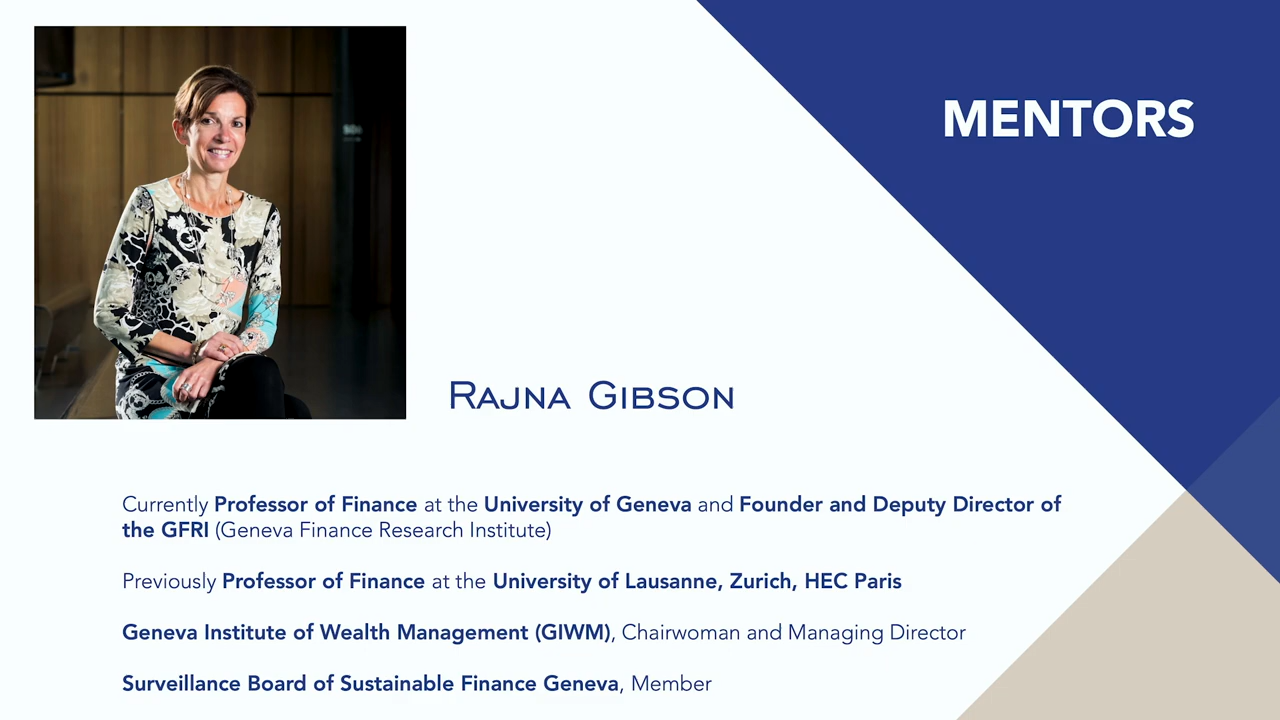 MENTORS
RAJNA GIBSON
Currently Professor of Finance at the University of Geneva and Founder and Deputy Director of
the GFRI (Geneva Finance Research Institute)
Previously Professor of Finance at the University of Lausanne, Zurich, HEC Paris
Geneva Institute of Wealth Management (GIWM), Chairwoman and Managing Director
Surveillance Board of Sustainable Finance Geneva, Member